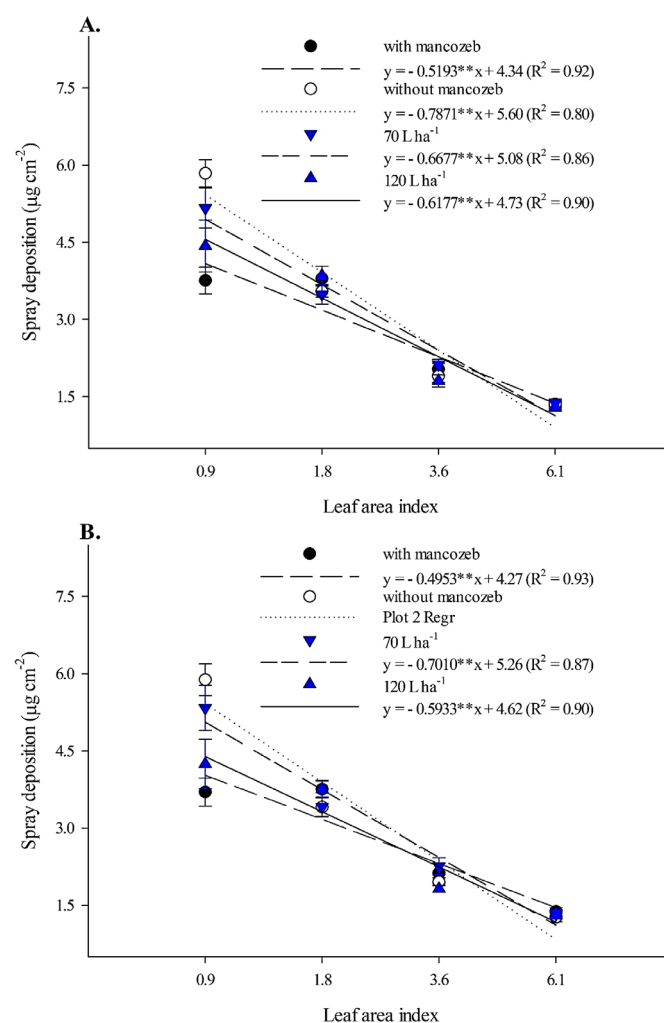 A.
with mancozeb
y = - 0.5193**x + 4.34 (R² = 0.92)
without mancozeb
y = - 0.7871**x + 5.60 (R² = 0.80)
70 L ha⁻¹
y = - 0.6677**x + 5.08 (R² = 0.86)
120 L ha⁻¹
y = - 0.6177**x + 4.73 (R² = 0.90)
Spray deposition (μg cm⁻²)
7.5
6.0
4.5
3.0
1.5
0.9 1.8 3.6 6.1
Leaf area index
B.
with mancozeb
y = - 0.4953**x + 4.27 (R² = 0.93)
without mancozeb
Plot 2 Regr
70 L ha⁻¹
y = - 0.7010**x + 5.26 (R² = 0.87)
120 L ha⁻¹
y = - 0.5933**x + 4.62 (R² = 0.90)
Spray deposition (μg cm⁻²)
7.5
6.0
4.5
3.0
1.5
0.9 1.8 3.6 6.1
Leaf area index